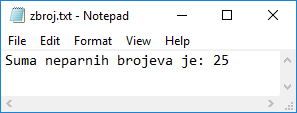 zbroj.txt - Notepad
File Edit Format View Help
Suma neparnih brojeva je: 25